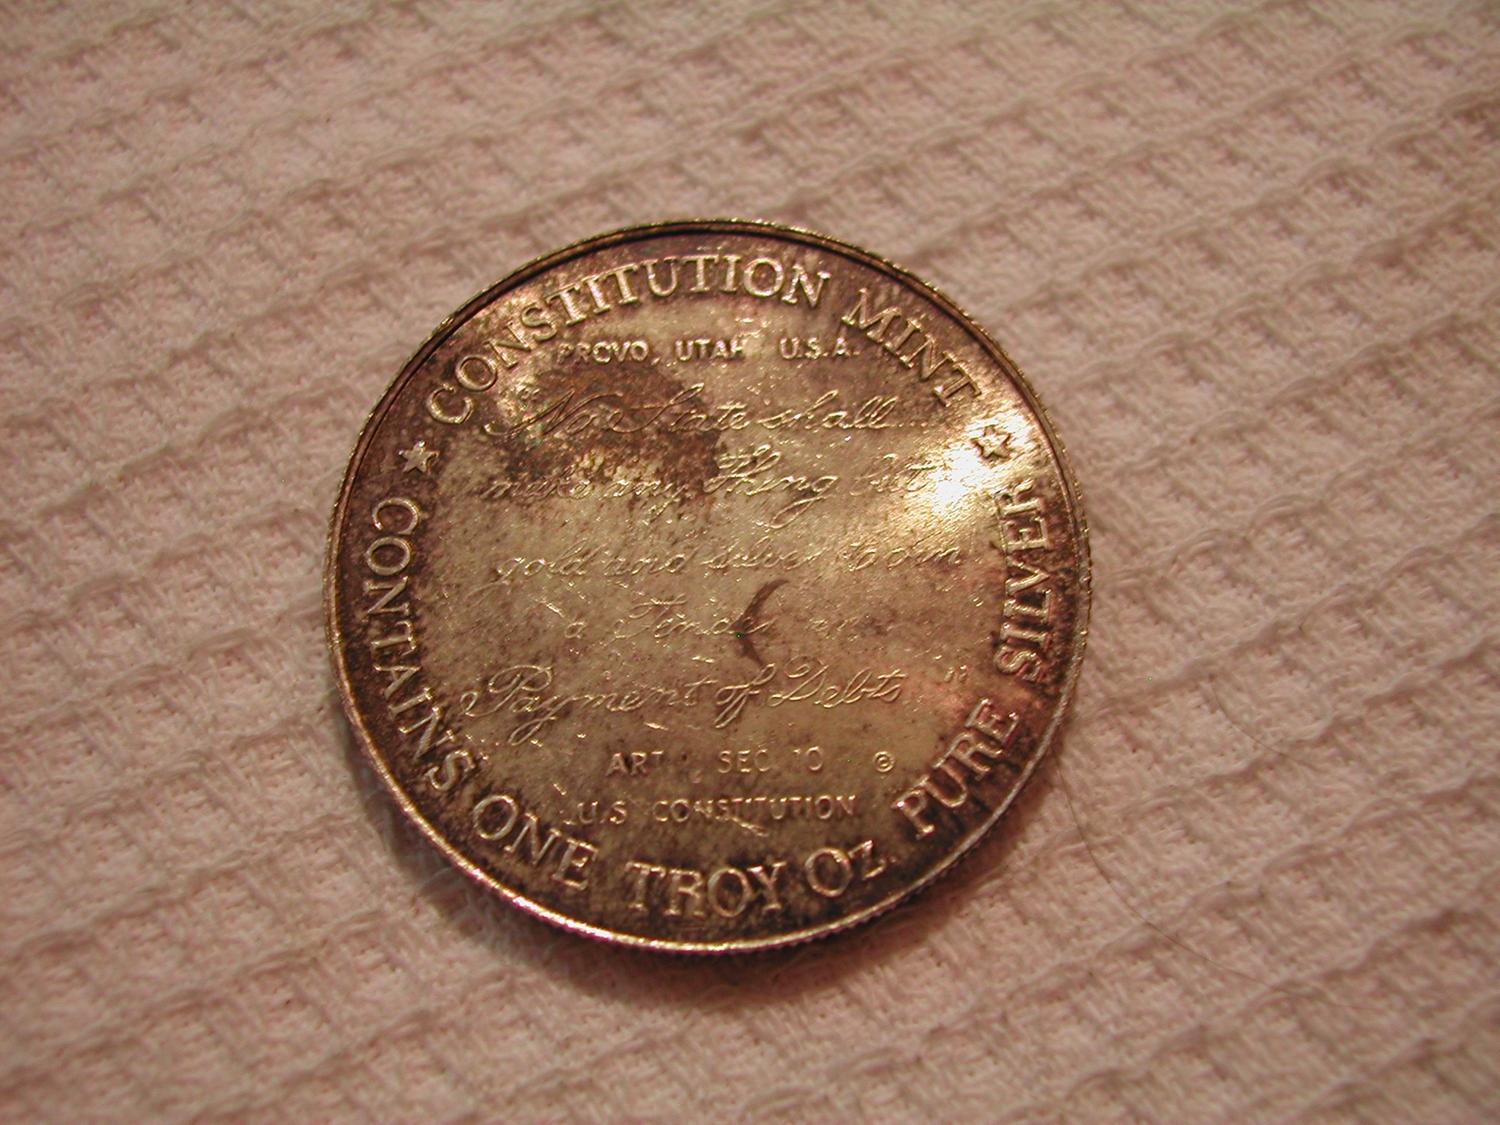 CONSTITUTION MINT
PROVO, UTAH U.S.A.
"No State shall...
make any Thing but
gold and silver Coin
a Tender in
Payment of Debts"
ART 1, SEC 10 ©
U.S. CONSTITUTION
CONTAINS ONE TROY Oz. PURE SILVER